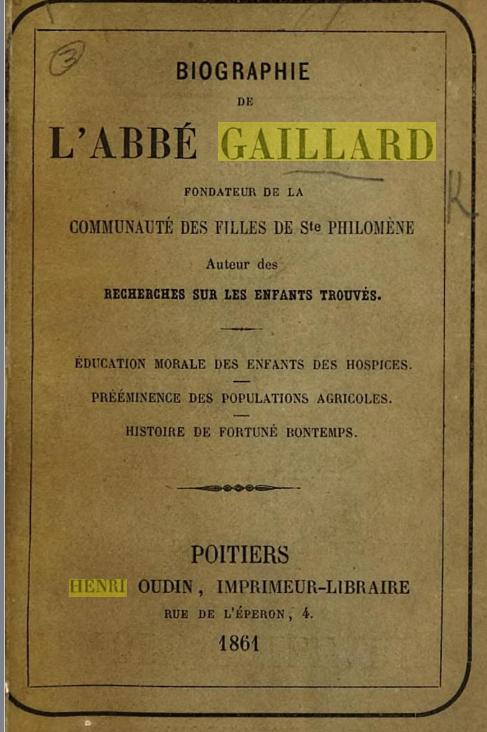 3
BIOGRAPHIE
DE
L'ABBÉ GAILLARD
FONDATEUR DE LA
COMMUNAUTÉ DES FILLES DE Ste PHILOMÈNE
Auteur des
RECHERCHES SUR LES ENFANTS TROUVÉS.
ÉDUCATION MORALE DES ENFANTS DES HOSPICES.
PRÉÉMINENCE DES POPULATIONS AGRICOLES.
HISTOIRE DE FORTUNÉ BONTEMPS.
POITIERS
HENRI OUDIN, IMPRIMEUR-LIBRAIRE
RUE DE L'ÉPERON, 4.
1861